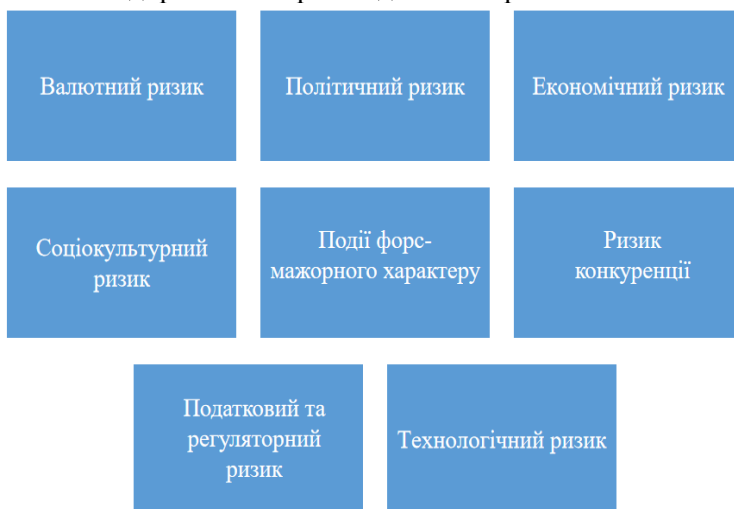 Валютний ризик
Політичний ризик
Економічний ризик
Соціокультурний
ризик
Події форс-
мажорного характеру
Ризик
конкуренції
Податковий та
регуляторний
ризик
Технологічний ризик